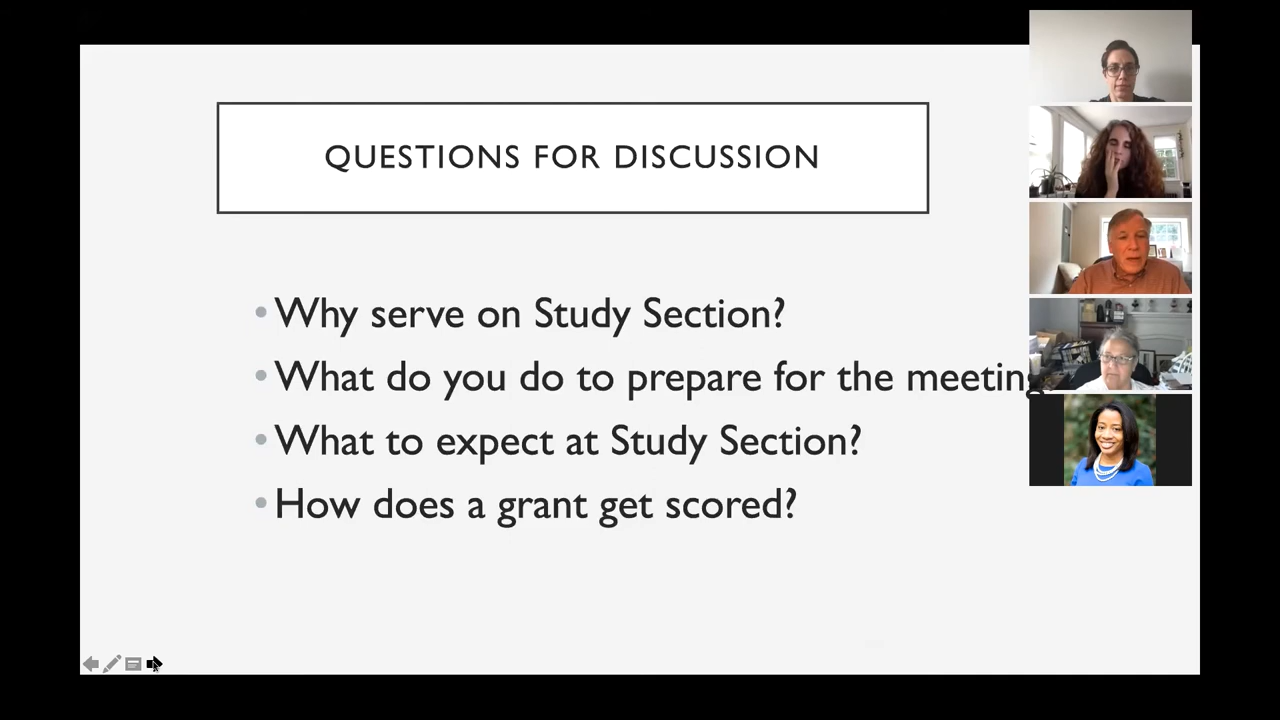 QUESTIONS FOR DISCUSSION
• Why serve on Study Section?
• What do you do to prepare for the meeting
• What to expect at Study Section?
• How does a grant get scored?